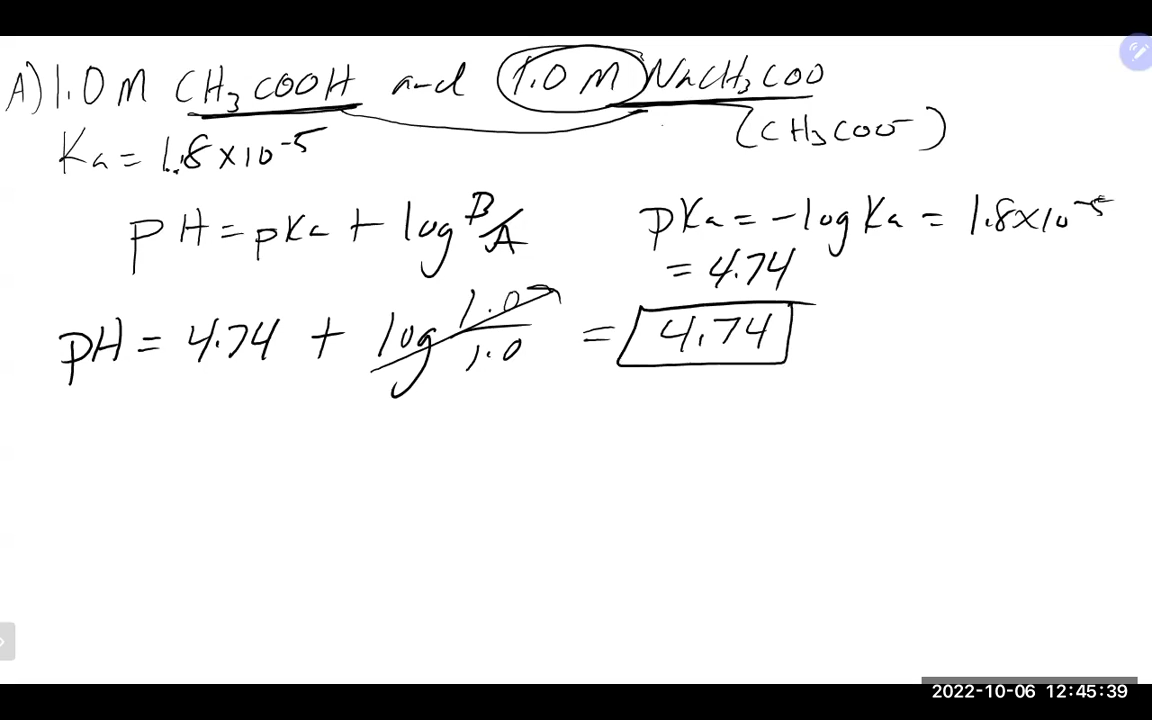 A) 1.0 M CH₃COOH and 1.0 M NaCH₃COO
(CH₃COO⁻)
Ka = 1.8 x 10⁻⁵
pH = pKa + log B/A
pKa = -log Ka = 1.8 x 10⁻⁵
= 4.74
pH = 4.74 + log 1.0/1.0 = 4.74
2022-10-06 12:45:39